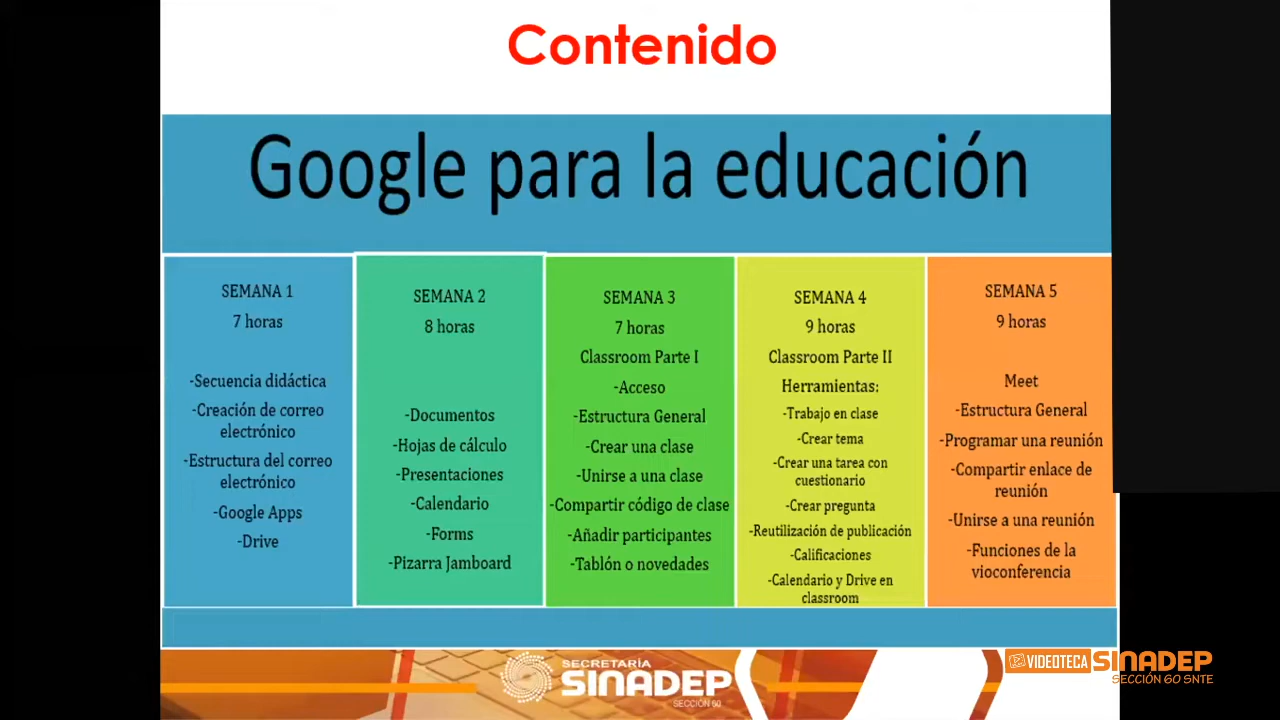 Contenido
Google para la educación
SEMANA 1
7 horas
-Secuencia didáctica
-Creación de correo
electrónico
-Estructura del correo
electrónico
-Google Apps
-Drive
SEMANA 2
8 horas
-Documentos
-Hojas de cálculo
-Presentaciones
-Calendario
-Forms
-Pizarra Jamboard
SEMANA 3
7 horas
Classroom Parte I
-Acceso
-Estructura General
-Crear una clase
-Unirse a una clase
-Compartir código de clase
-Añadir participantes
-Tablón o novedades
SEMANA 4
9 horas
Classroom Parte II
Herramientas:
-Trabajo en clase
-Crear tema
-Crear una tarea con
cuestionario
-Crear pregunta
-Reutilización de publicación
-Calificaciones
-Calendario y Drive en
classroom
SEMANA 5
9 horas
Meet
-Estructura General
-Programar una reunión
-Compartir enlace de
reunión
-Unirse a una reunión
-Funciones de la
vioconferencia
SECRETARÍA
SINADEP
SECCIÓN 60
VIDEOTECA SINADEP
SECCIÓN 60 SNTE